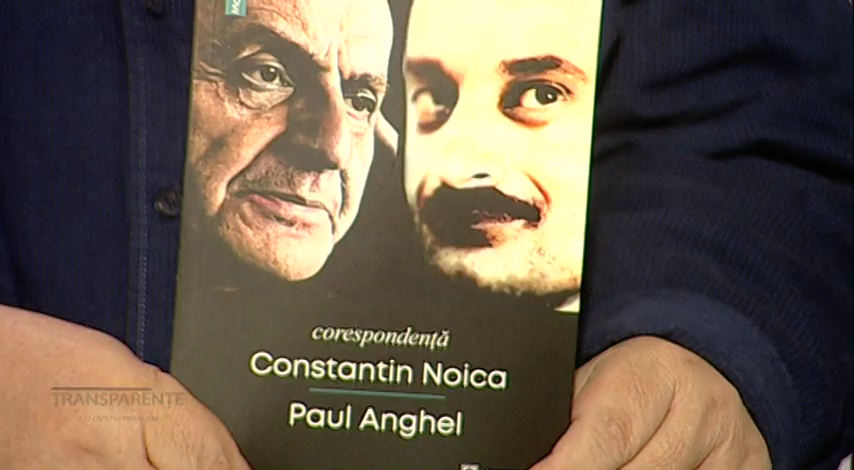 corespondență
Constantin Noica
Paul Anghel
TRANSPARENȚE